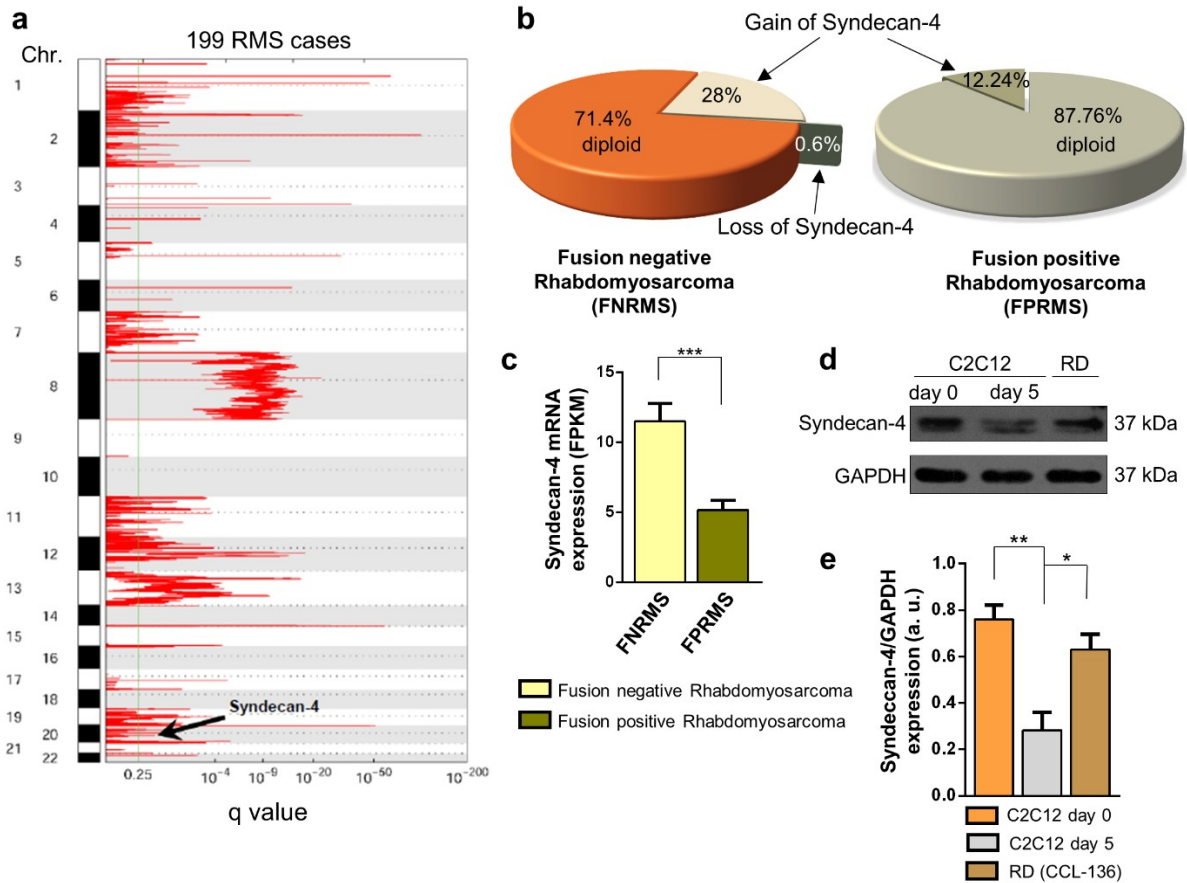 a
199 RMS cases
Chr.
1
2
3
4
5
6
7
8
9
10
11
12
13
14
15
16
17
18
19
20
21
22
Syndecan-4
0.25
10⁻⁴
10⁻⁹
10⁻²⁰
10⁻⁵⁰
10⁻²⁰⁰
q value
b
Gain of Syndecan-4
71.4%
diploid
28%
0.6%
12.24%
87.76%
diploid
Loss of Syndecan-4
Fusion negative
Rhabdomyosarcoma
(FNRMS)
Fusion positive
Rhabdomyosarcoma
(FPRMS)
c
Syndecan-4 mRNA
expression (FPKM)
15
10
5
0
***
FNRMS
FPRMS
Fusion negative Rhabdomyosarcoma
Fusion positive Rhabdomyosarcoma
d
C2C12 RD
day 0 day 5
Syndecan-4 37 kDa
GAPDH 37 kDa
e
Syndeccan-4/GAPDH
expression (a. u.)
0.8
0.6
0.4
0.2
0.0
**
*
C2C12 day 0
C2C12 day 5
RD (CCL-136)